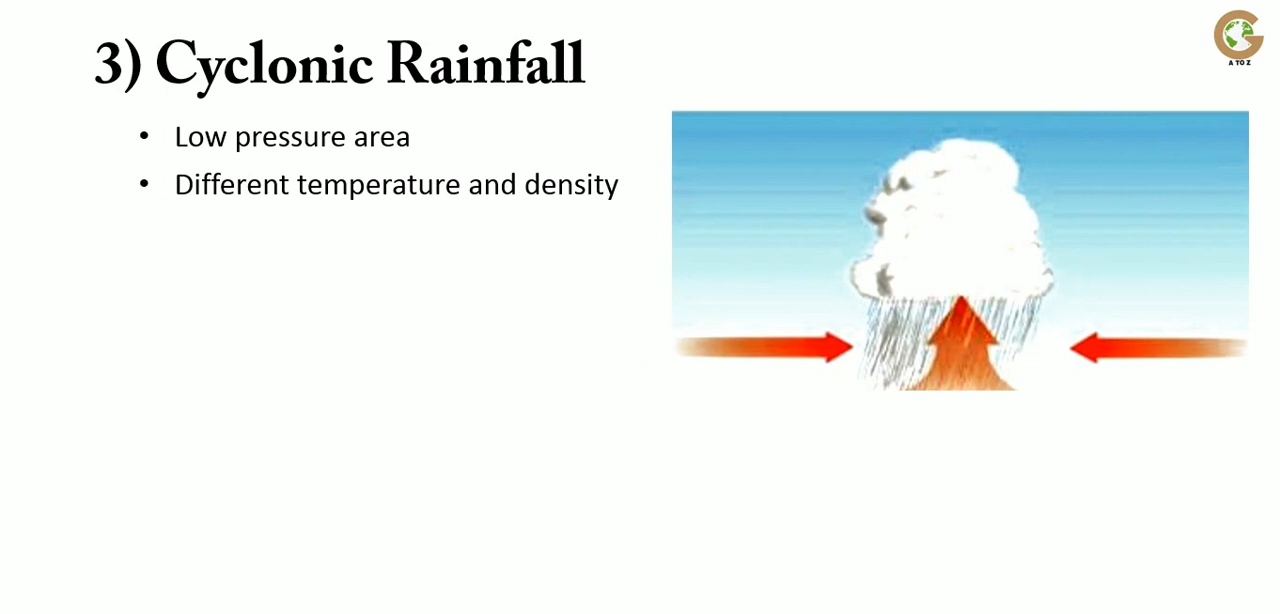 3) Cyclonic Rainfall
• Low pressure area
• Different temperature and density
G
A TO Z